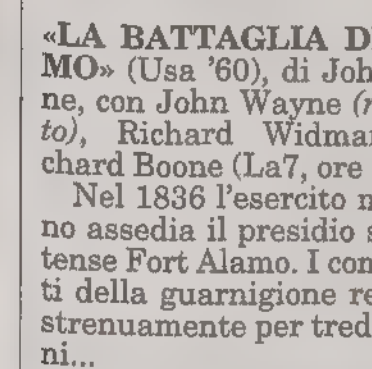 «LA BATTAGLIA D
MO» (Usa '60), di Joh
ne, con John Wayne (r
to), Richard Widma
chard Boone (La7, ore
Nel 1836 l'esercito n
no assedia il presidio s
tense Fort Alamo. I con
ti della guarnigione re
strenuamente per tred
ni...